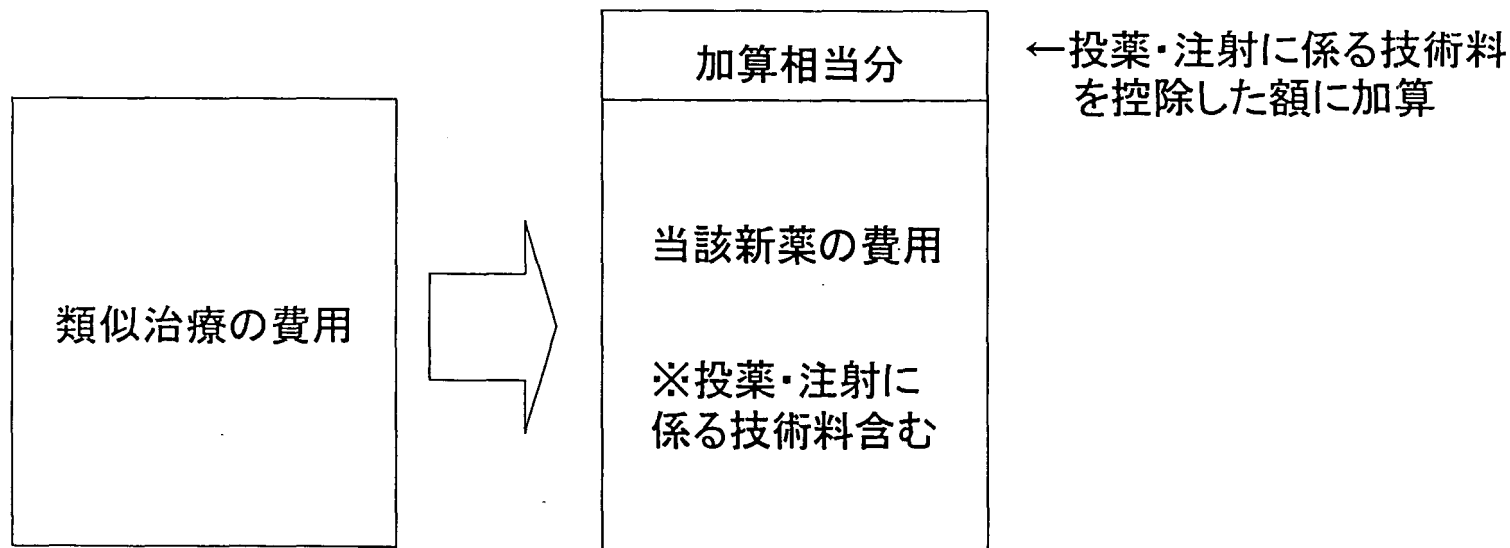 類似治療の費用
加算相当分
当該新薬の費用
※投薬・注射に
係る技術料含む
←投薬・注射に係る技術料
を控除した額に加算